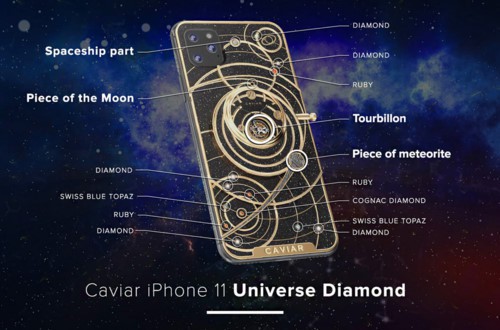 DIAMOND
Spaceship part
DIAMOND
RUBY
Piece of the Moon
Tourbillon
Piece of meteorite
DIAMOND
RUBY
SWISS BLUE TOPAZ
COGNAC DIAMOND
RUBY
SWISS BLUE TOPAZ
DIAMOND
DIAMOND
CAVIAR
Caviar iPhone 11 Universe Diamond